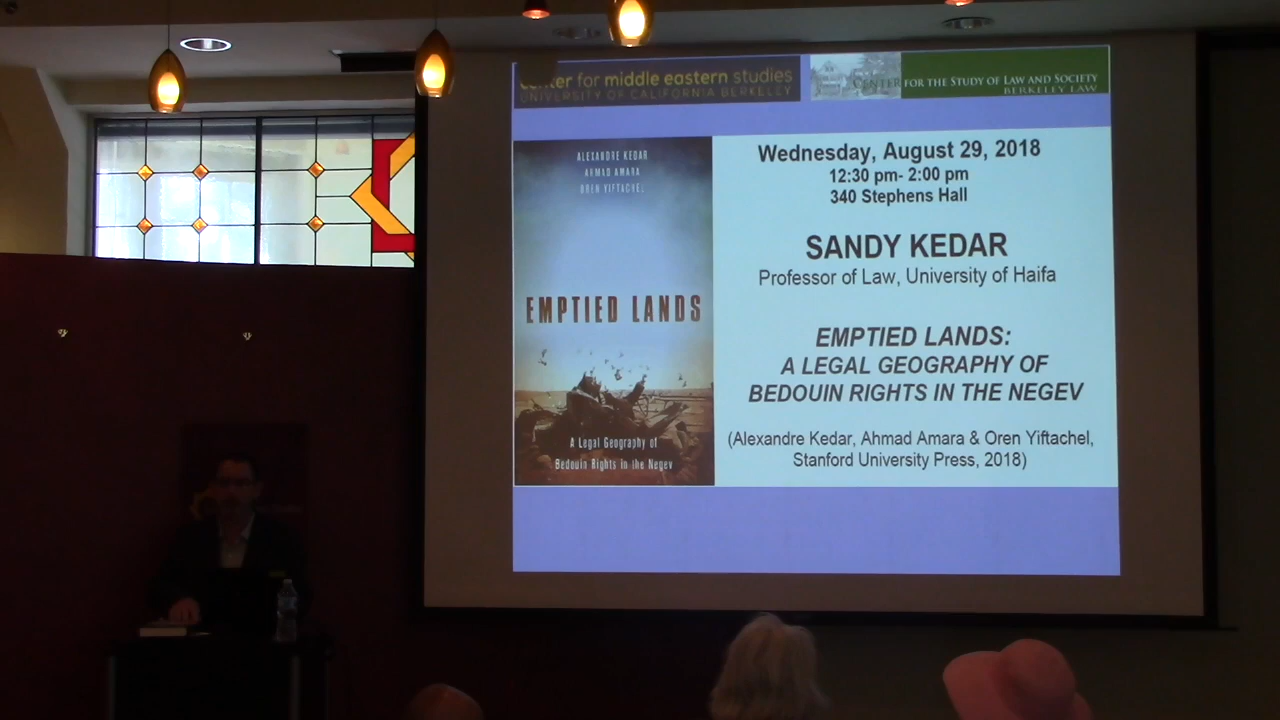 center for middle eastern studies
UNIVERSITY OF CALIFORNIA BERKELEY
CENTER FOR THE STUDY OF LAW AND SOCIETY
BERKELEY LAW
ALEXANDRE KEDAR
AHMAD AMARA
OREN YIFTACHEL
EMPTIED LANDS
A Legal Geography of
Bedouin Rights in the Negev
Wednesday, August 29, 2018
12:30 pm- 2:00 pm
340 Stephens Hall
SANDY KEDAR
Professor of Law, University of Haifa
EMPTIED LANDS:
A LEGAL GEOGRAPHY OF
BEDOUIN RIGHTS IN THE NEGEV
(Alexandre Kedar, Ahmad Amara & Oren Yiftachel,
Stanford University Press, 2018)